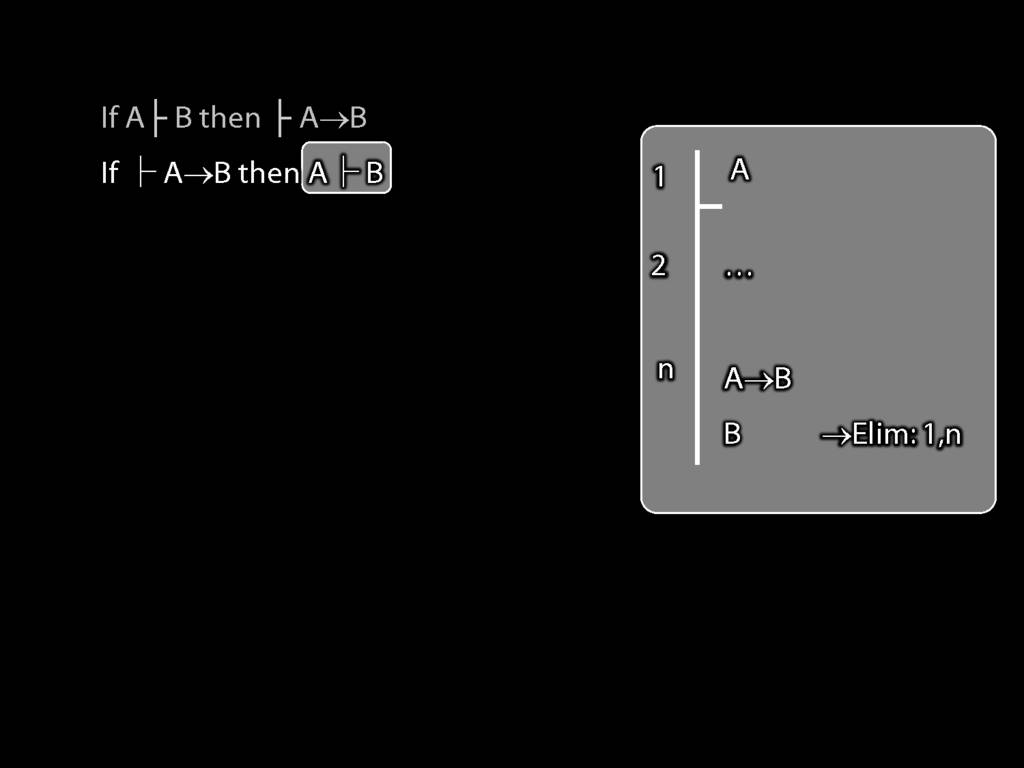 If A ├ B then ├ A→B
If ├ A→B then A ├ B
1 A
2 ...
n A→B
B →Elim: 1,n